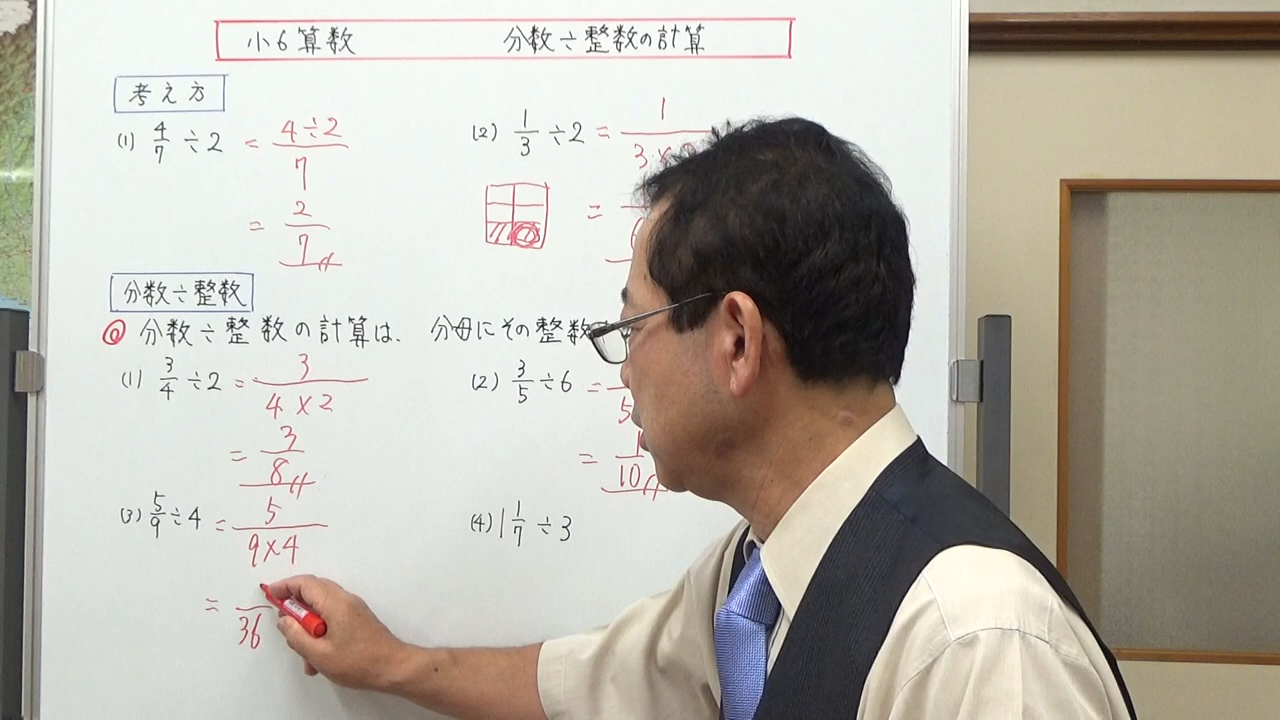 小6算数 分数÷整数の計算
考え方
(1) 4/7 ÷2 = 4÷2/7
= 2/7
(2) 1/3 ÷2 = 1/3×
=
分数÷整数
◎ 分数÷整数の計算は、 分母にその整数
(1) 3/4 ÷2 = 3/4×2
= 3/8
(2) 3/5 ÷6 = /5
= 1/10
(3) 5/9 ÷4 = 5/9×4
= /36
(4) 1 1/7 ÷3